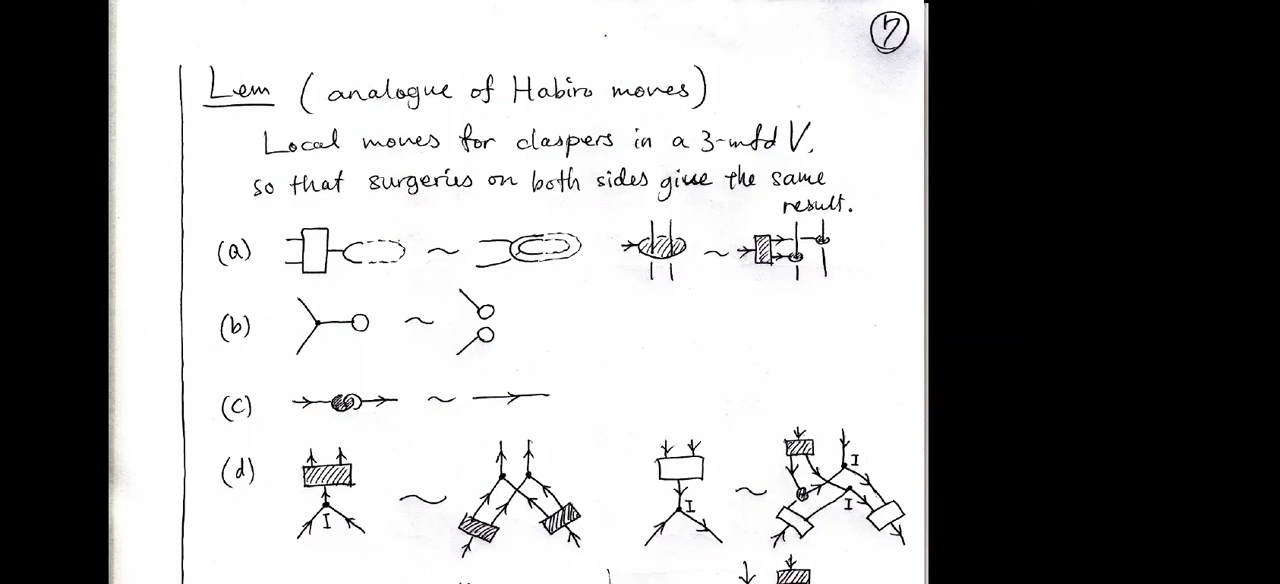 7
Lem (analogue of Habiro moves)
Local moves for claspers in a 3-mfd V,
so that surgeries on both sides give the same
result.
(a) ~ ~
(b) ~
(c) ~
(d) I ~ I ~ I I